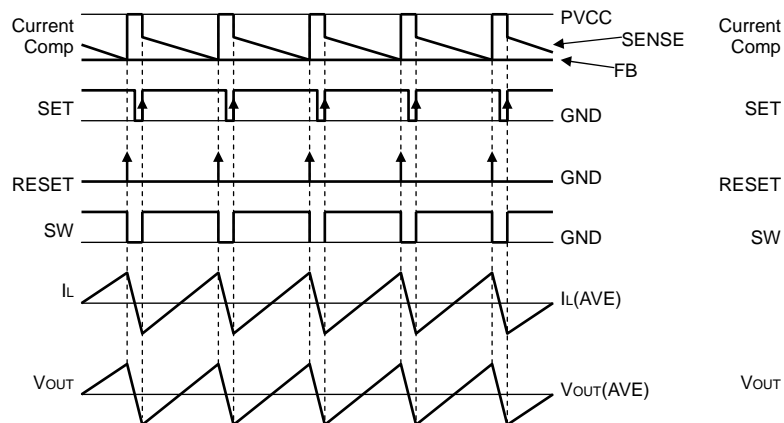 PVCC
Current
Comp
SENSE
FB
SET
GND
RESET
GND
SW
GND
IL
IL(AVE)
VOUT
VOUT(AVE)
Current
Comp
SET
RESET
SW
VOUT